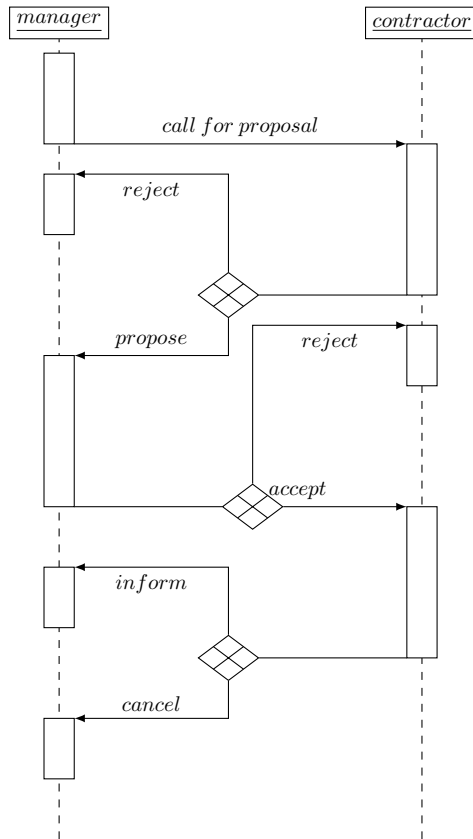 manager
contractor
call for proposal
reject
reject
propose
accept
inform
cancel